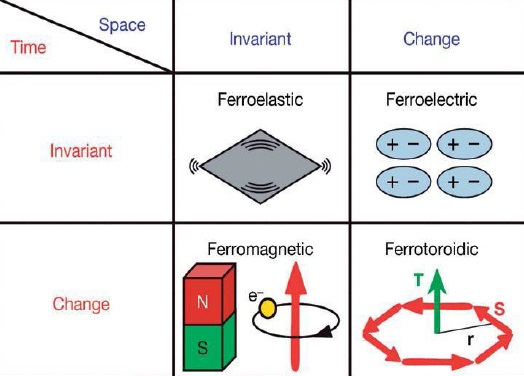 Space
Time
Invariant
Change
Ferroelastic
Ferroelectric
Invariant
+ − + −
+ − + −
Ferromagnetic
Ferrotoroidic
Change
N
S
e⁻
T
S
r